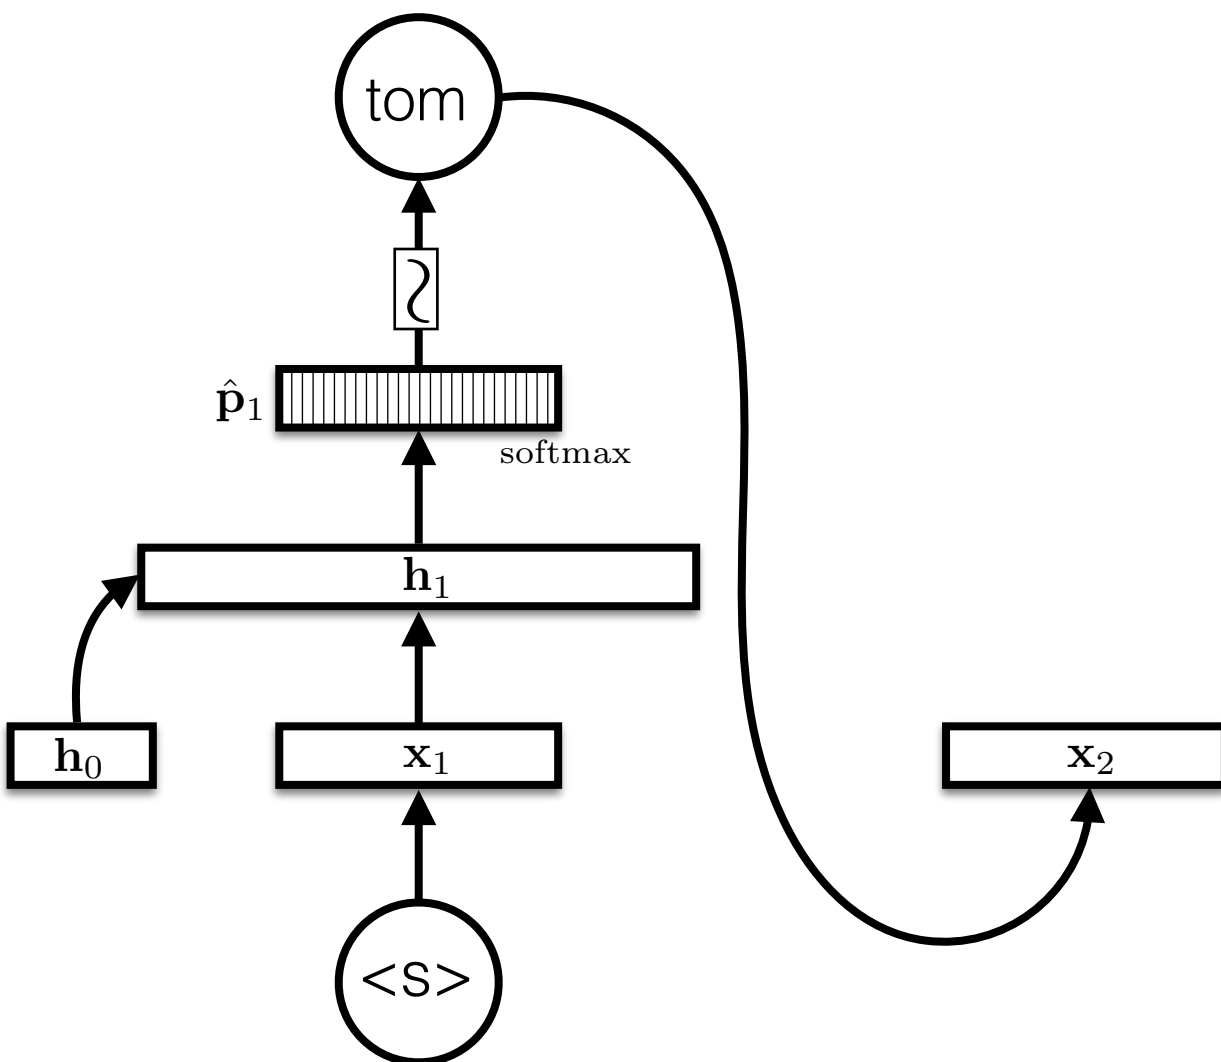 tom
∼
p̂₁
softmax
h₁
h₀
x₁
x₂
<s>